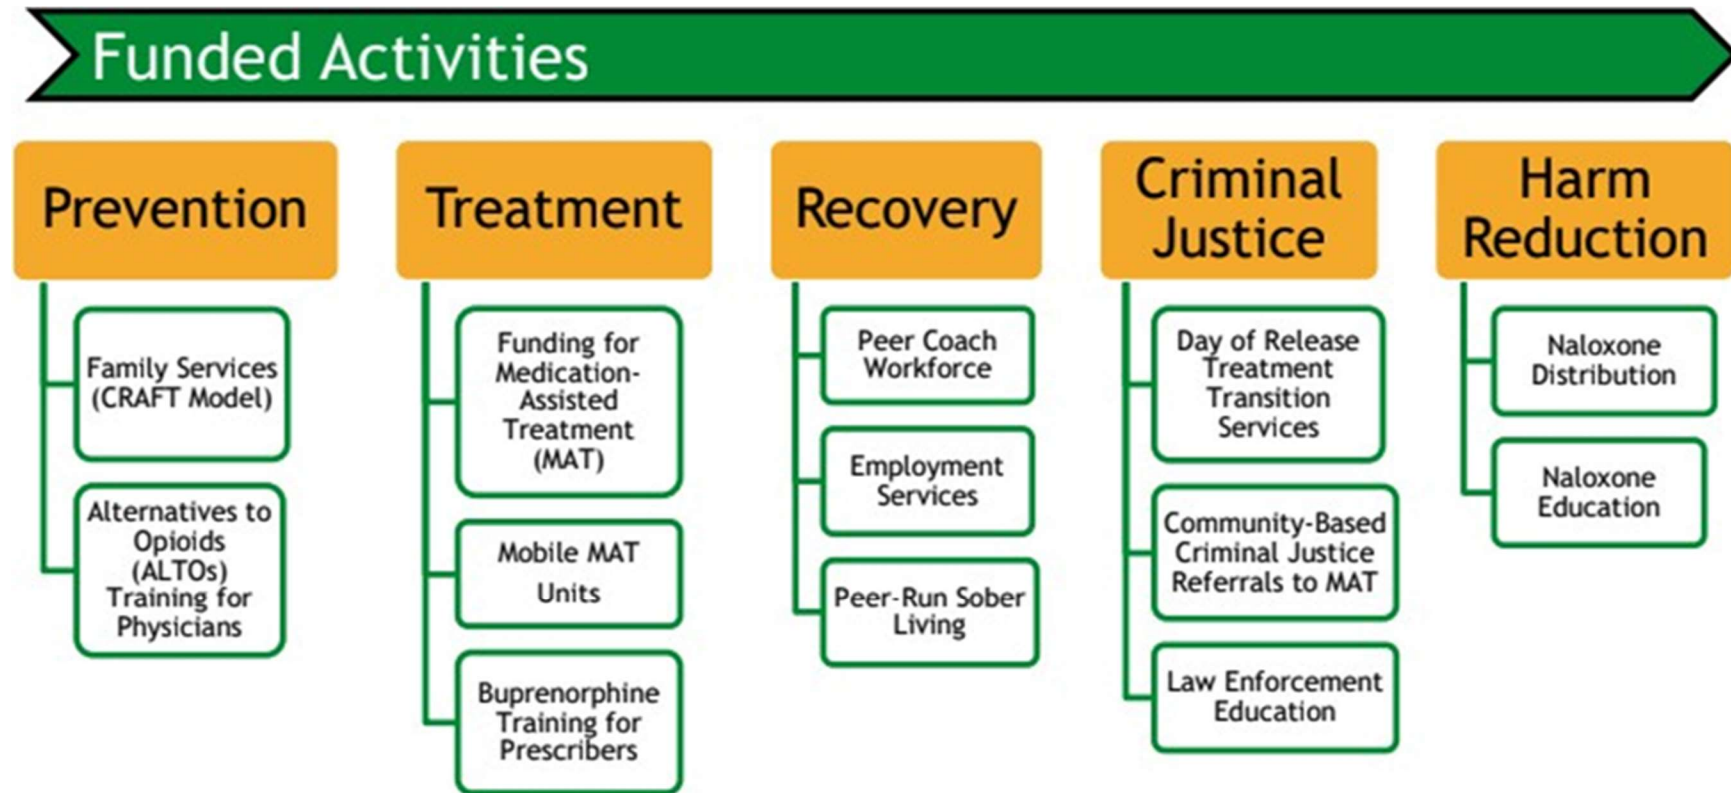 Funded Activities
Prevention
Family Services
(CRAFT Model)
Alternatives to
Opioids
(ALTOs)
Training for
Physicians
Treatment
Funding for
Medication-
Assisted
Treatment
(MAT)
Mobile MAT
Units
Buprenorphine
Training for
Prescribers
Recovery
Peer Coach
Workforce
Employment
Services
Peer-Run Sober
Living
Criminal
Justice
Day of Release
Treatment
Transition
Services
Community-Based
Criminal Justice
Referrals to MAT
Law Enforcement
Education
Harm
Reduction
Naloxone
Distribution
Naloxone
Education